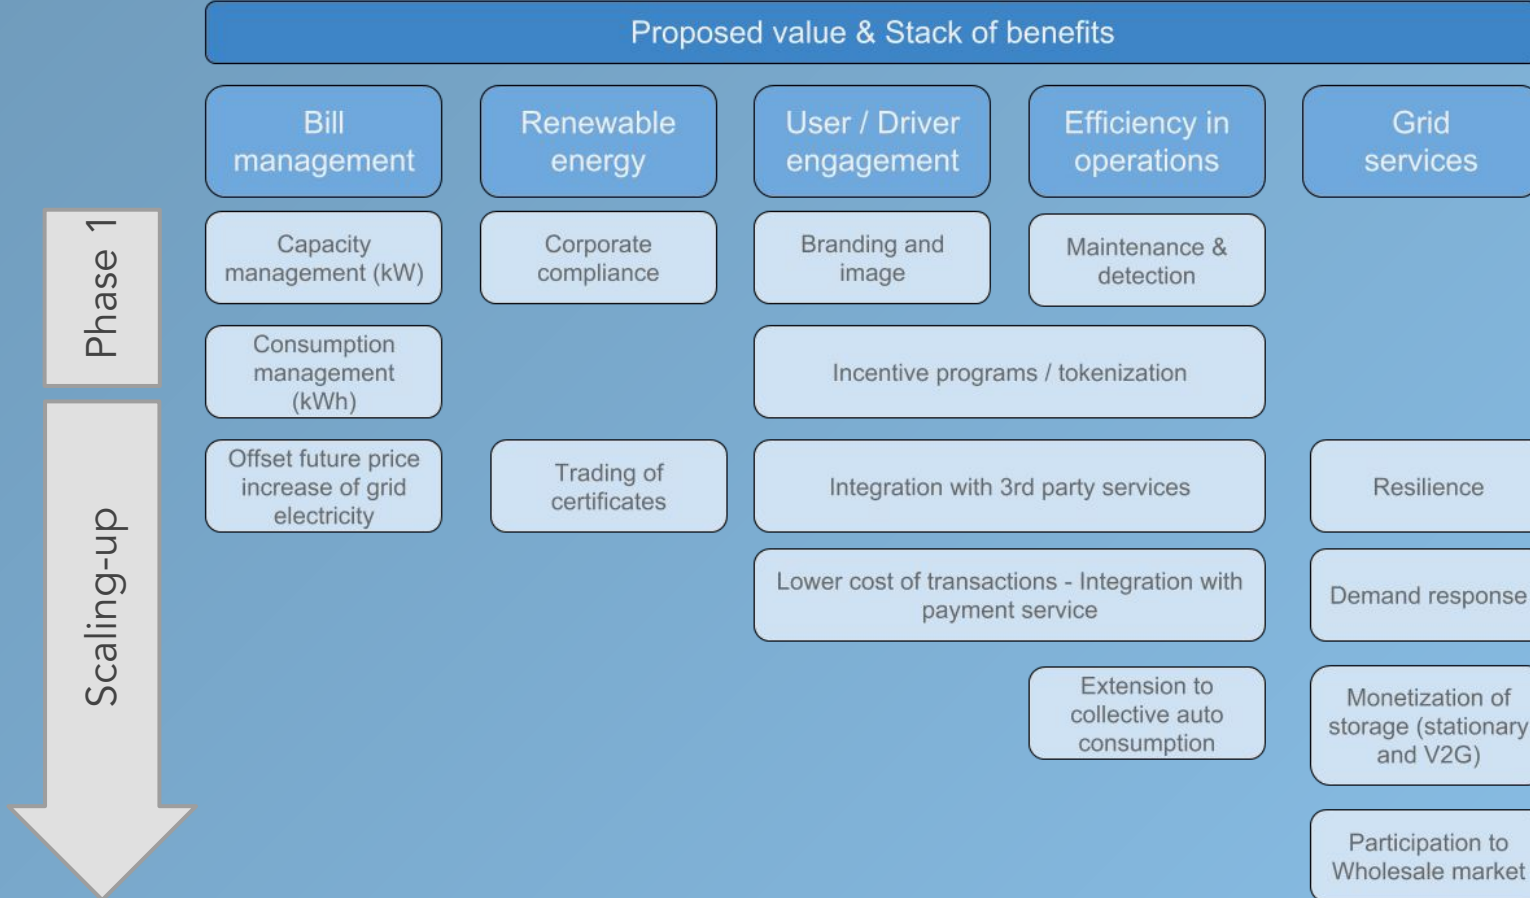 Proposed value & Stack of benefits
Bill
management
Renewable
energy
User / Driver
engagement
Efficiency in
operations
Grid
services
Phase 1
Capacity
management (kW)
Corporate
compliance
Branding and
image
Maintenance &
detection
Consumption
management
(kWh)
Incentive programs / tokenization
Scaling-up
Offset future price
increase of grid
electricity
Trading of
certificates
Integration with 3rd party services
Resilience
Lower cost of transactions - Integration with
payment service
Demand response
Extension to
collective auto
consumption
Monetization of
storage (stationary
and V2G)
Participation to
Wholesale market